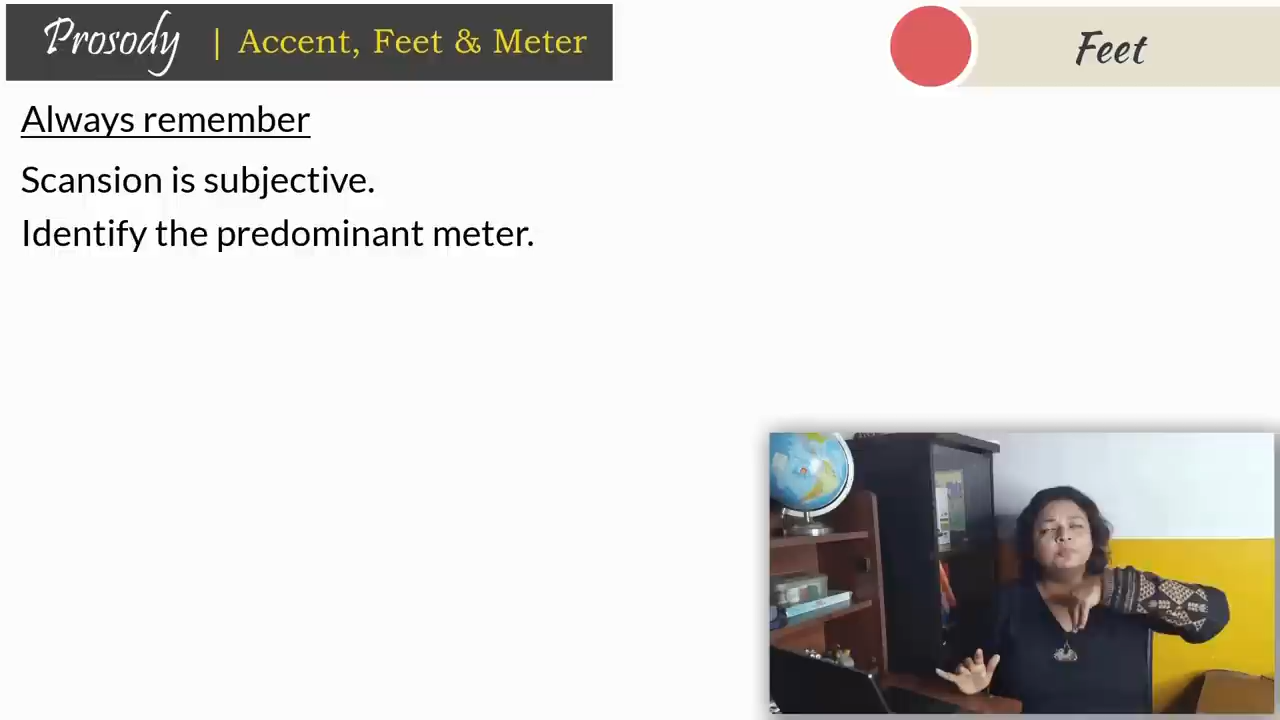 Prosody | Accent, Feet & Meter
Feet
Always remember
Scansion is subjective.
Identify the predominant meter.